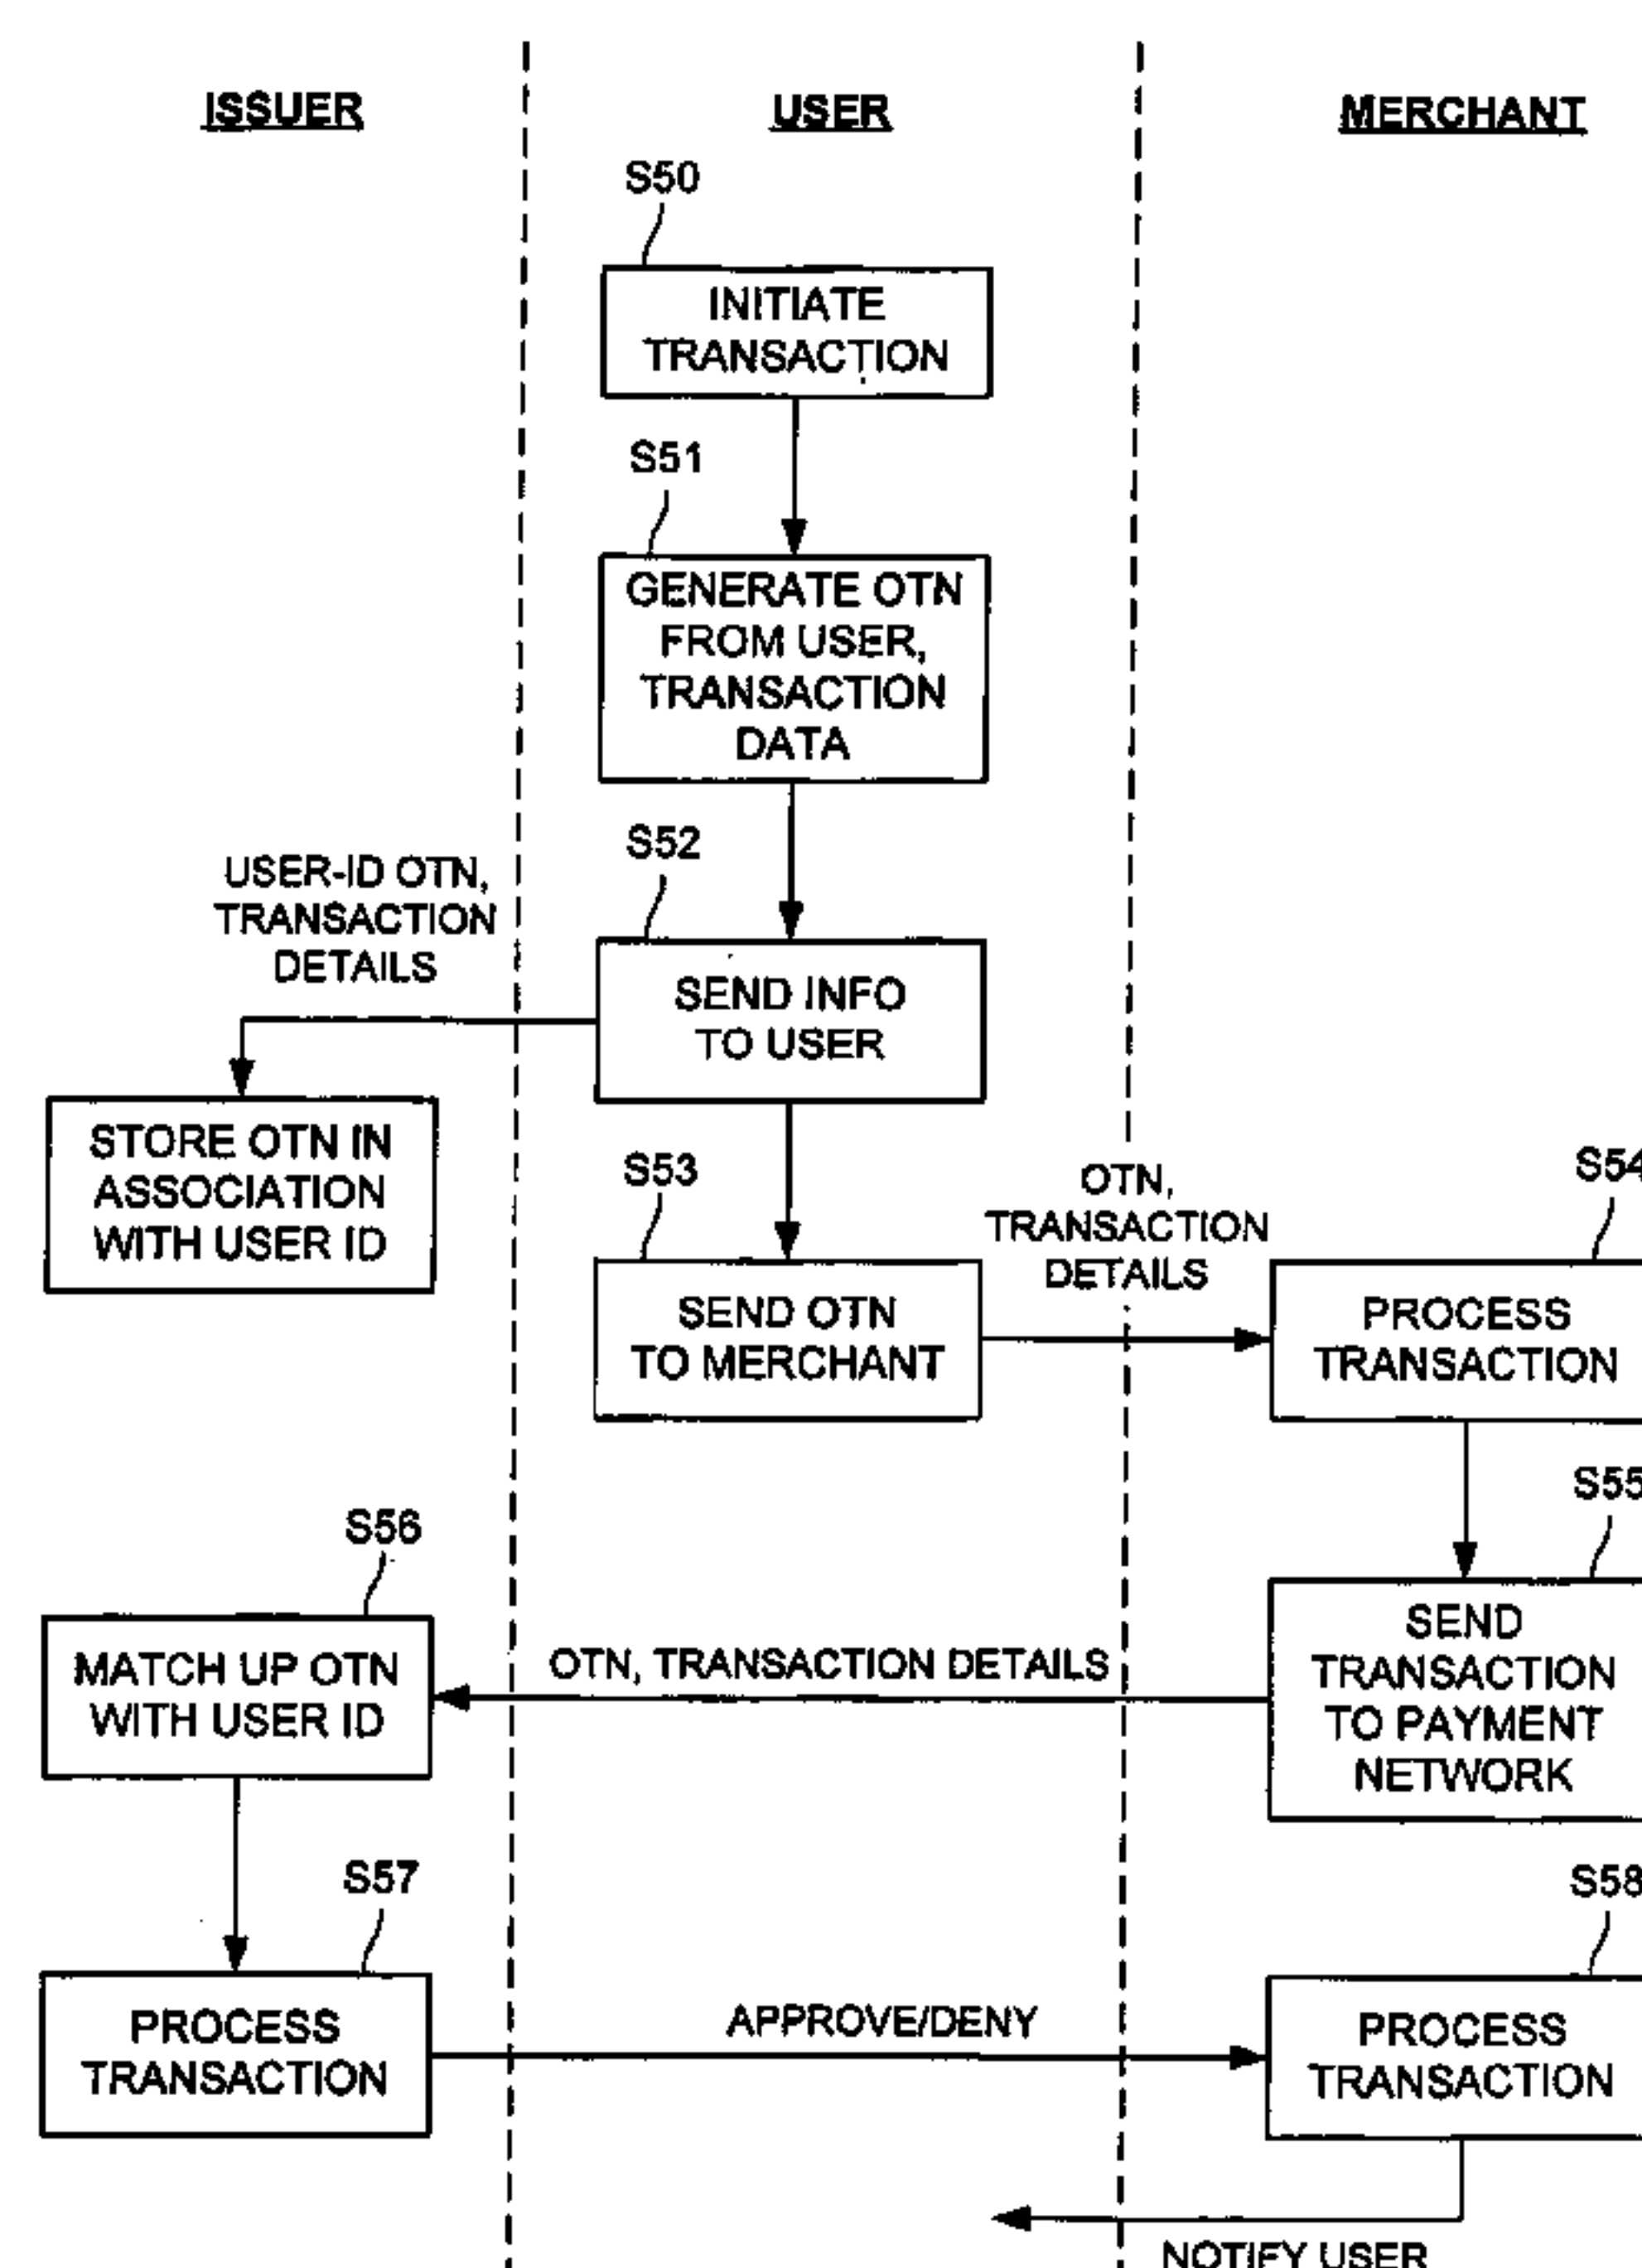 ISSUER
USER
MERCHANT
S50
INITIATE
TRANSACTION
S51
GENERATE OTN
FROM USER,
TRANSACTION
DATA
S52
USER-ID OTN,
TRANSACTION
DETAILS
SEND INFO
TO USER
STORE OTN IN
ASSOCIATION
WITH USER ID
S53
SEND OTN
TO MERCHANT
OTN,
TRANSACTION
DETAILS
S54
PROCESS
TRANSACTION
S55
SEND
TRANSACTION
TO PAYMENT
NETWORK
OTN, TRANSACTION DETAILS
S56
MATCH UP OTN
WITH USER ID
S57
PROCESS
TRANSACTION
APPROVE/DENY
S58
PROCESS
TRANSACTION
NOTIFY USER